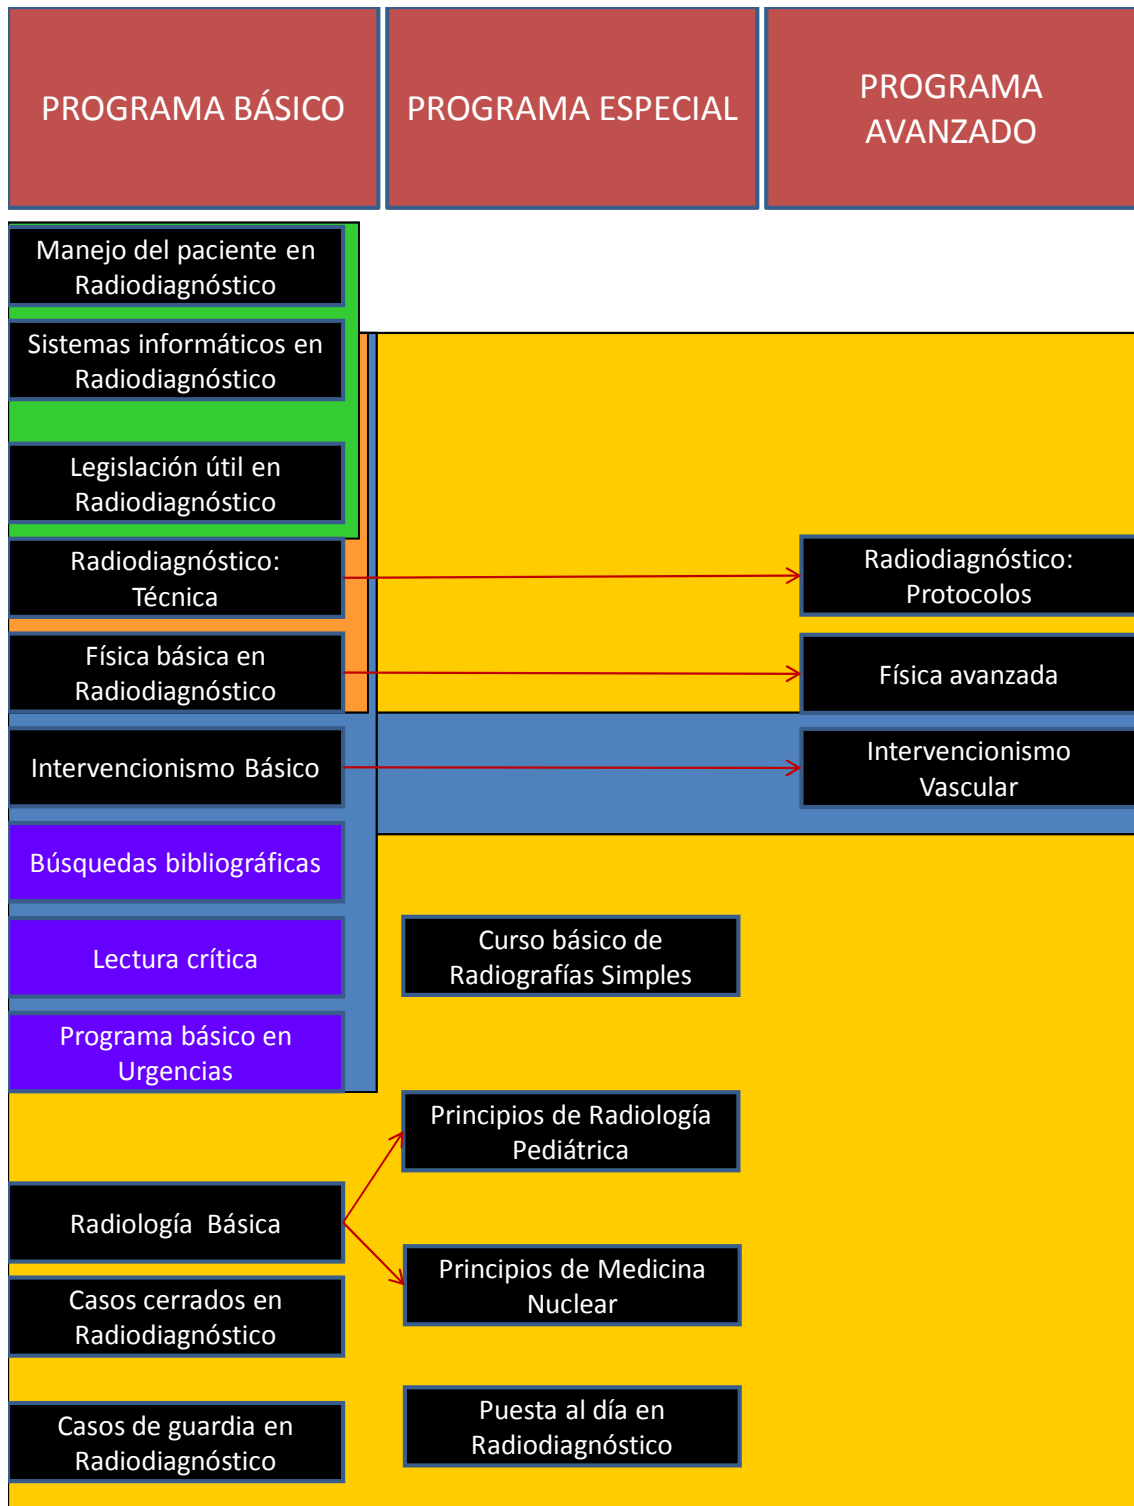 PROGRAMA BÁSICO
PROGRAMA ESPECIAL
PROGRAMA
AVANZADO
Manejo del paciente en
Radiodiagnóstico
Sistemas informáticos en
Radiodiagnóstico
Legislación útil en
Radiodiagnóstico
Radiodiagnóstico:
Técnica
Radiodiagnóstico:
Protocolos
Física básica en
Radiodiagnóstico
Física avanzada
Intervencionismo Básico
Intervencionismo
Vascular
Búsquedas bibliográficas
Lectura crítica
Curso básico de
Radiografías Simples
Programa básico en
Urgencias
Principios de Radiología
Pediátrica
Radiología Básica
Principios de Medicina
Nuclear
Casos cerrados en
Radiodiagnóstico
Puesta al día en
Radiodiagnóstico
Casos de guardia en
Radiodiagnóstico